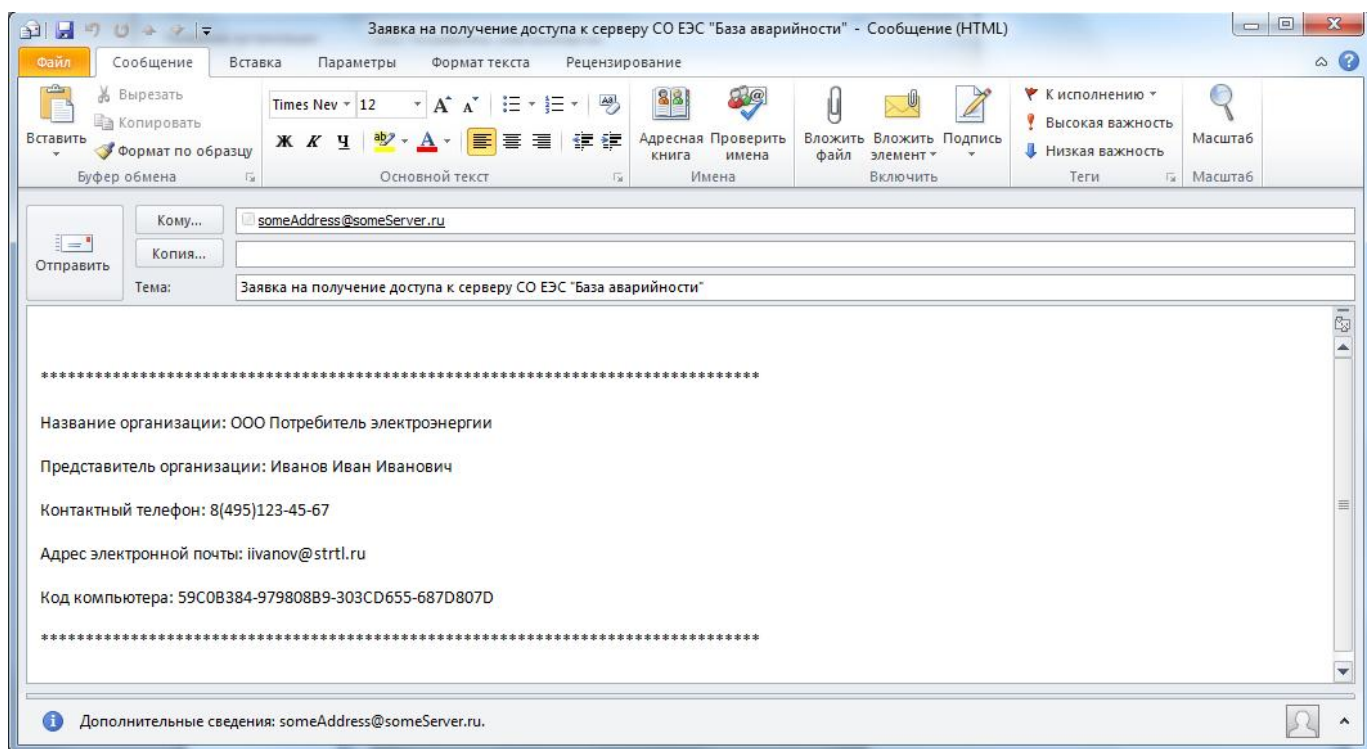 Заявка на получение доступа к серверу СО ЕЭС "База аварийности" - Сообщение (HTML)
Файл Сообщение Вставка Параметры Формат текста Рецензирование
Вставить
Вырезать
Копировать
Формат по образцу
Буфер обмена
Times Nev 12
Ж К Ч
Основной текст
Адресная книга
Проверить имена
Имена
Вложить файл
Вложить элемент
Подпись
Включить
К исполнению
Высокая важность
Низкая важность
Теги
Масштаб
Масштаб
Отправить
Кому... someAddress@someServer.ru
Копия...
Тема: Заявка на получение доступа к серверу СО ЕЭС "База аварийности"
********************************************************************************
Название организации: ООО Потребитель электроэнергии
Представитель организации: Иванов Иван Иванович
Контактный телефон: 8(495)123-45-67
Адрес электронной почты: iivanov@strtl.ru
Код компьютера: 59C0B384-979808B9-303CD655-687D807D
********************************************************************************
Дополнительные сведения: someAddress@someServer.ru.